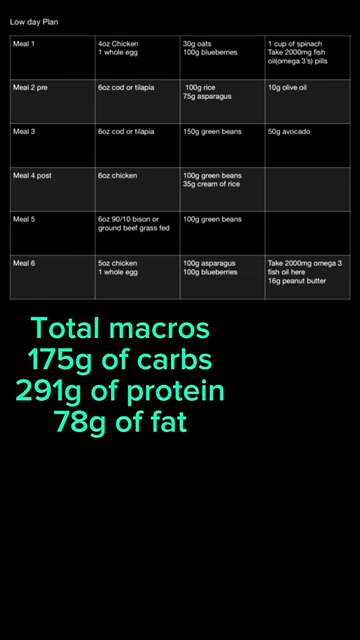 Low day Plan
Meal 1
4oz Chicken
1 whole egg
30g oats
100g blueberries
1 cup of spinach
Take 2000mg fish
oil(omega 3's) pills
Meal 2 pre
6oz cod or tilapia
100g rice
75g asparagus
10g olive oil
Meal 3
6oz cod or tilapia
150g green beans
50g avocado
Meal 4 post
6oz chicken
100g green beans
35g cream of rice
Meal 5
6oz 90/10 bison or
ground beef grass fed
100g green beans
Meal 6
5oz chicken
1 whole egg
100g asparagus
100g blueberries
Take 2000mg omega 3
fish oil here
16g peanut butter
Total macros
175g of carbs
291g of protein
78g of fat